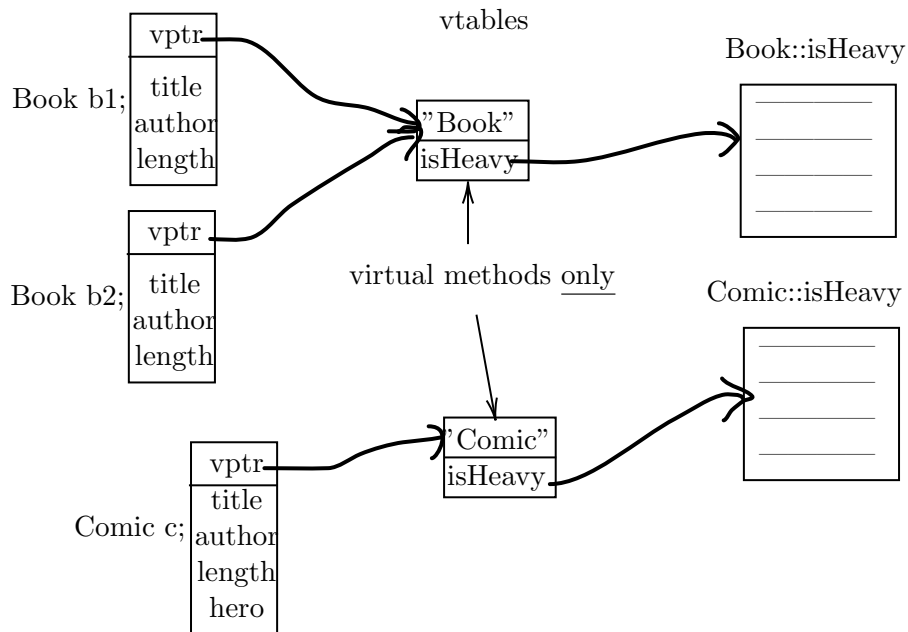 vtables
Book b1;
vptr
title
author
length
"Book"
isHeavy
Book::isHeavy
Book b2;
vptr
title
author
length
virtual methods only
Comic::isHeavy
Comic c;
vptr
title
author
length
hero
"Comic"
isHeavy